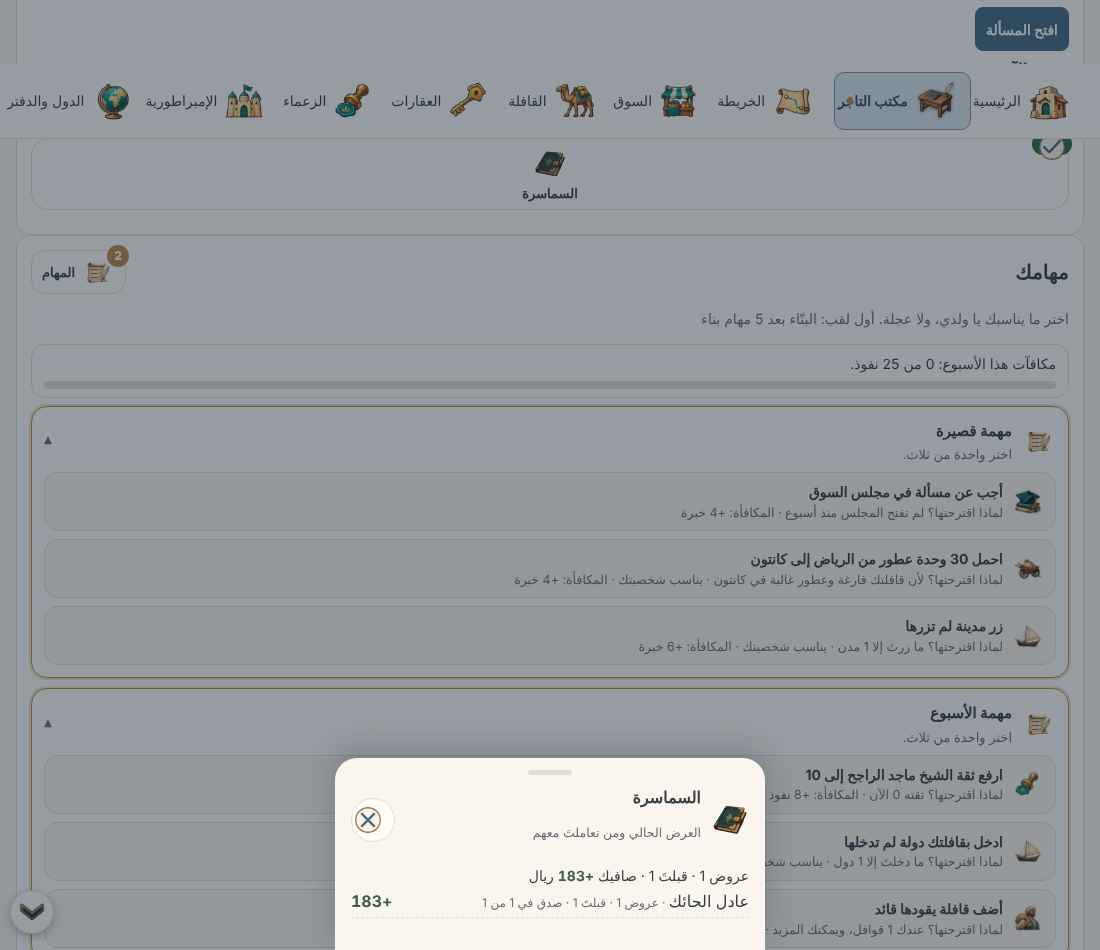 افتح المسألة
الرئيسية
مكتب التاجر
الخريطة
السوق
القافلة
العقارات
الزعماء
الإمبراطورية
الدول والدفتر
السماسرة
مهامك
المهام
2
اختر ما يناسبك يا ولدي، ولا عجلة. أول لقب: البنّاء بعد 5 مهام بناء
مكافآت هذا الأسبوع: 0 من 25 نفوذ.
مهمة قصيرة
اختر واحدة من ثلاث.
أجب عن مسألة في مجلس السوق
لماذا اقترحتها؟ لم تفتح المجلس منذ أسبوع · المكافأة: +4 خبرة
احمل 30 وحدة عطور من الرياض إلى كانتون
لماذا اقترحتها؟ لأن قافلتك فارغة وعطور غالية في كانتون · يناسب شخصيتك · المكافأة: +4 خبرة
زر مدينة لم تزرها
لماذا اقترحتها؟ ما زرتَ إلا 1 مدن · يناسب شخصيتك · المكافأة: +6 خبرة
مهمة الأسبوع
اختر واحدة من ثلاث.
ارفع ثقة الشيخ ماجد الراجح إلى 10
لماذا اقترحتها؟ ثقته 0 الآن · المكافأة: +8 نفوذ
ادخل بقافلتك دولة لم تدخلها
لماذا اقترحتها؟ ما دخلتَ إلا 1 دول · يناسب
أضف قافلة يقودها قائد
لماذا اقترحتها؟ عندك 1 قوافل، ويمكنك المزيد ·
السماسرة
العرض الحالي ومن تعاملتَ معهم
عروض 1 · قبلتَ 1 · صافيك +183 ريال
عادل الحائك · عروض 1 · قبلتَ 1 · صدق في 1 من 1
+183